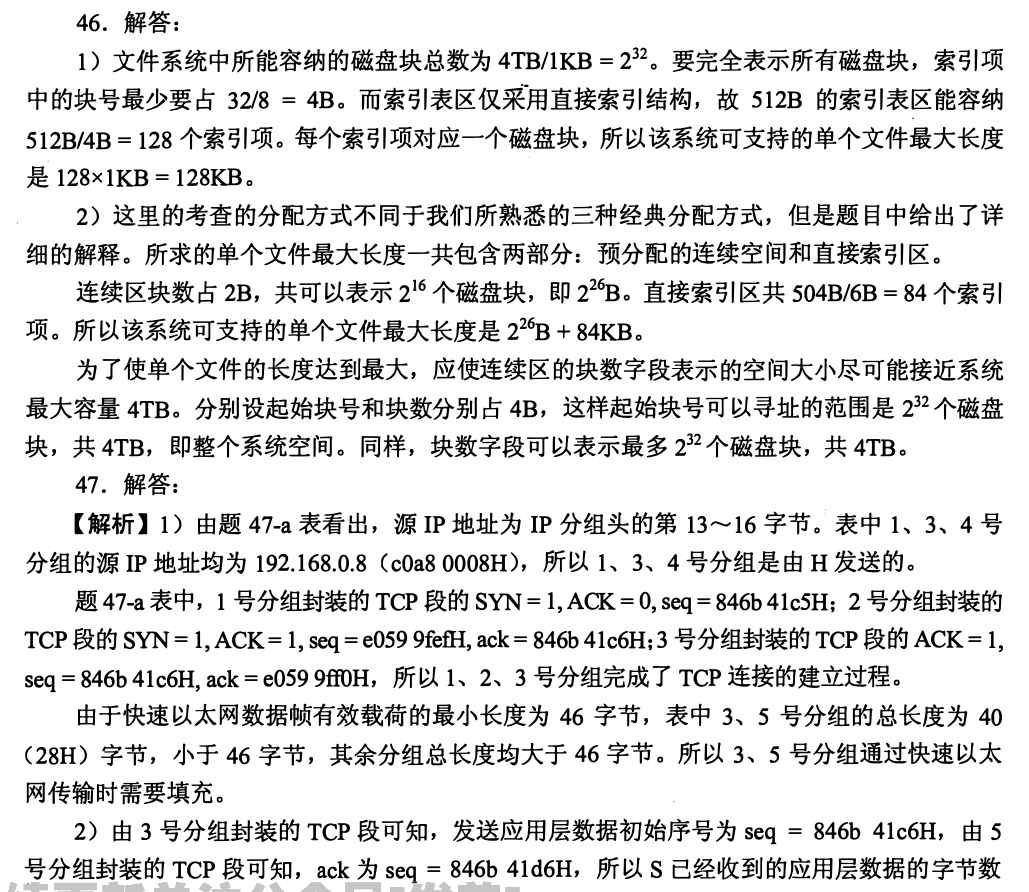 46．解答：
1）文件系统中所能容纳的磁盘块总数为 4TB/1KB = 2³²。要完全表示所有磁盘块，索引项
中的块号最少要占 32/8 = 4B。而索引表区仅采用直接索引结构，故 512B 的索引表区能容纳
512B/4B = 128 个索引项。每个索引项对应一个磁盘块，所以该系统可支持的单个文件最大长度
是 128×1KB = 128KB。
2）这里的考查的分配方式不同于我们所熟悉的三种经典分配方式，但是题目中给出了详
细的解释。所求的单个文件最大长度一共包含两部分：预分配的连续空间和直接索引区。
连续区块数占 2B，共可以表示 2¹⁶ 个磁盘块，即 2²⁶B。直接索引区共 504B/6B = 84 个索引
项。所以该系统可支持的单个文件最大长度是 2²⁶B + 84KB。
为了使单个文件的长度达到最大，应使连续区的块数字段表示的空间大小尽可能接近系统
最大容量 4TB。分别设起始块号和块数分别占 4B，这样起始块号可以寻址的范围是 2³² 个磁盘
块，共 4TB，即整个系统空间。同样，块数字段可以表示最多 2³² 个磁盘块，共 4TB。
47．解答：
【解析】1）由题 47-a 表看出，源 IP 地址为 IP 分组头的第 13～16 字节。表中 1、3、4 号
分组的源 IP 地址均为 192.168.0.8（c0a8 0008H），所以 1、3、4 号分组是由 H 发送的。
题 47-a 表中，1 号分组封装的 TCP 段的 SYN = 1, ACK = 0, seq = 846b 41c5H；2 号分组封装的
TCP 段的 SYN = 1, ACK = 1, seq = e059 9fefH, ack = 846b 41c6H；3 号分组封装的 TCP 段的 ACK = 1,
seq = 846b 41c6H, ack = e059 9ff0H，所以 1、2、3 号分组完成了 TCP 连接的建立过程。
由于快速以太网数据帧有效载荷的最小长度为 46 字节，表中 3、5 号分组的总长度为 40
（28H）字节，小于 46 字节，其余分组总长度均大于 46 字节。所以 3、5 号分组通过快速以太
网传输时需要填充。
2）由 3 号分组封装的 TCP 段可知，发送应用层数据初始序号为 seq = 846b 41c6H，由 5
号分组封装的 TCP 段可知，ack 为 seq = 846b 41d6H，所以 S 已经收到的应用层数据的字节数